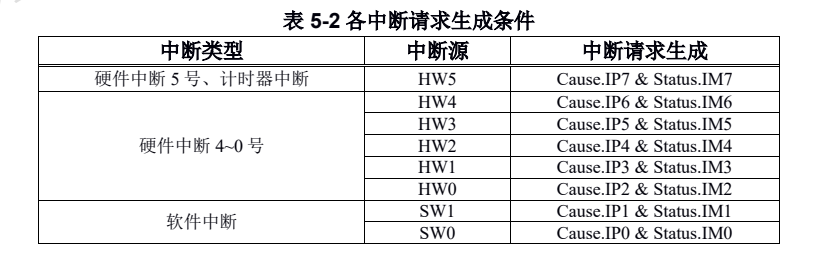 表 5-2 各中断请求生成条件
中断类型 中断源 中断请求生成
硬件中断 5 号、计时器中断 HW5 Cause.IP7 & Status.IM7
硬件中断 4~0 号 HW4 Cause.IP6 & Status.IM6
HW3 Cause.IP5 & Status.IM5
HW2 Cause.IP4 & Status.IM4
HW1 Cause.IP3 & Status.IM3
HW0 Cause.IP2 & Status.IM2
软件中断 SW1 Cause.IP1 & Status.IM1
SW0 Cause.IP0 & Status.IM0